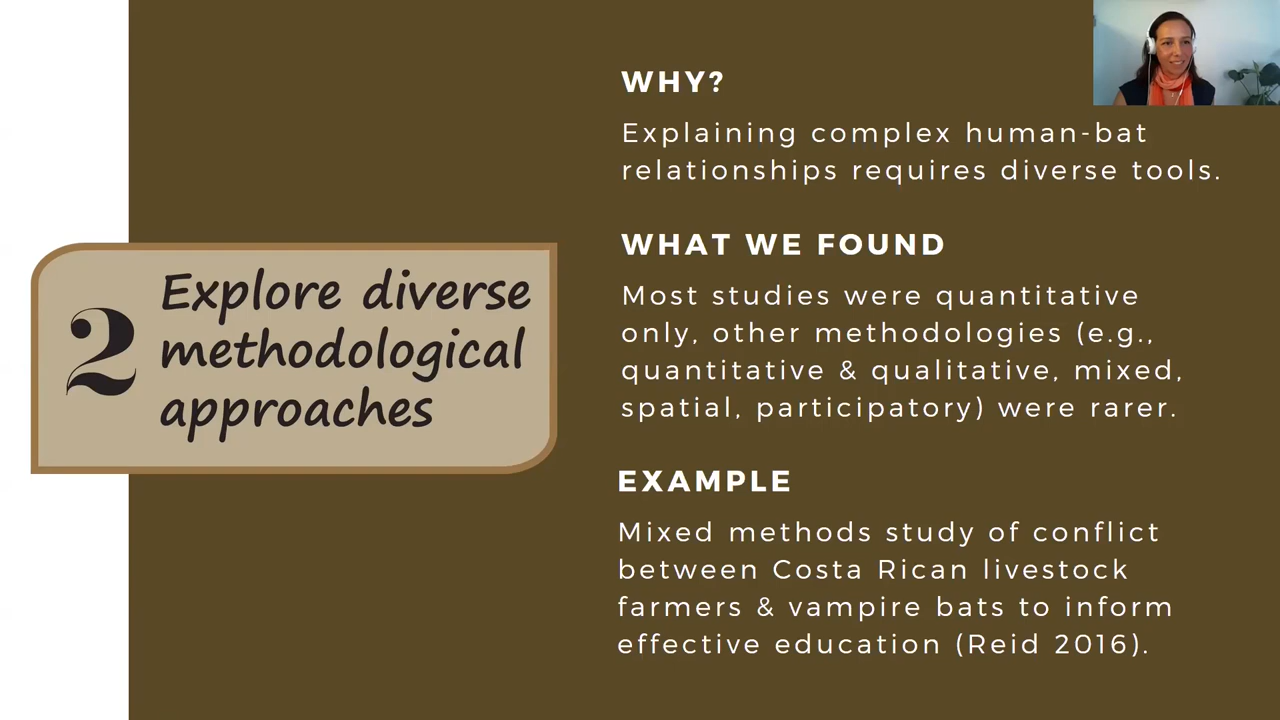 2
Explore diverse
methodological
approaches
WHY?
Explaining complex human-bat
relationships requires diverse tools.
WHAT WE FOUND
Most studies were quantitative
only, other methodologies (e.g.,
quantitative & qualitative, mixed,
spatial, participatory) were rarer.
EXAMPLE
Mixed methods study of conflict
between Costa Rican livestock
farmers & vampire bats to inform
effective education (Reid 2016).